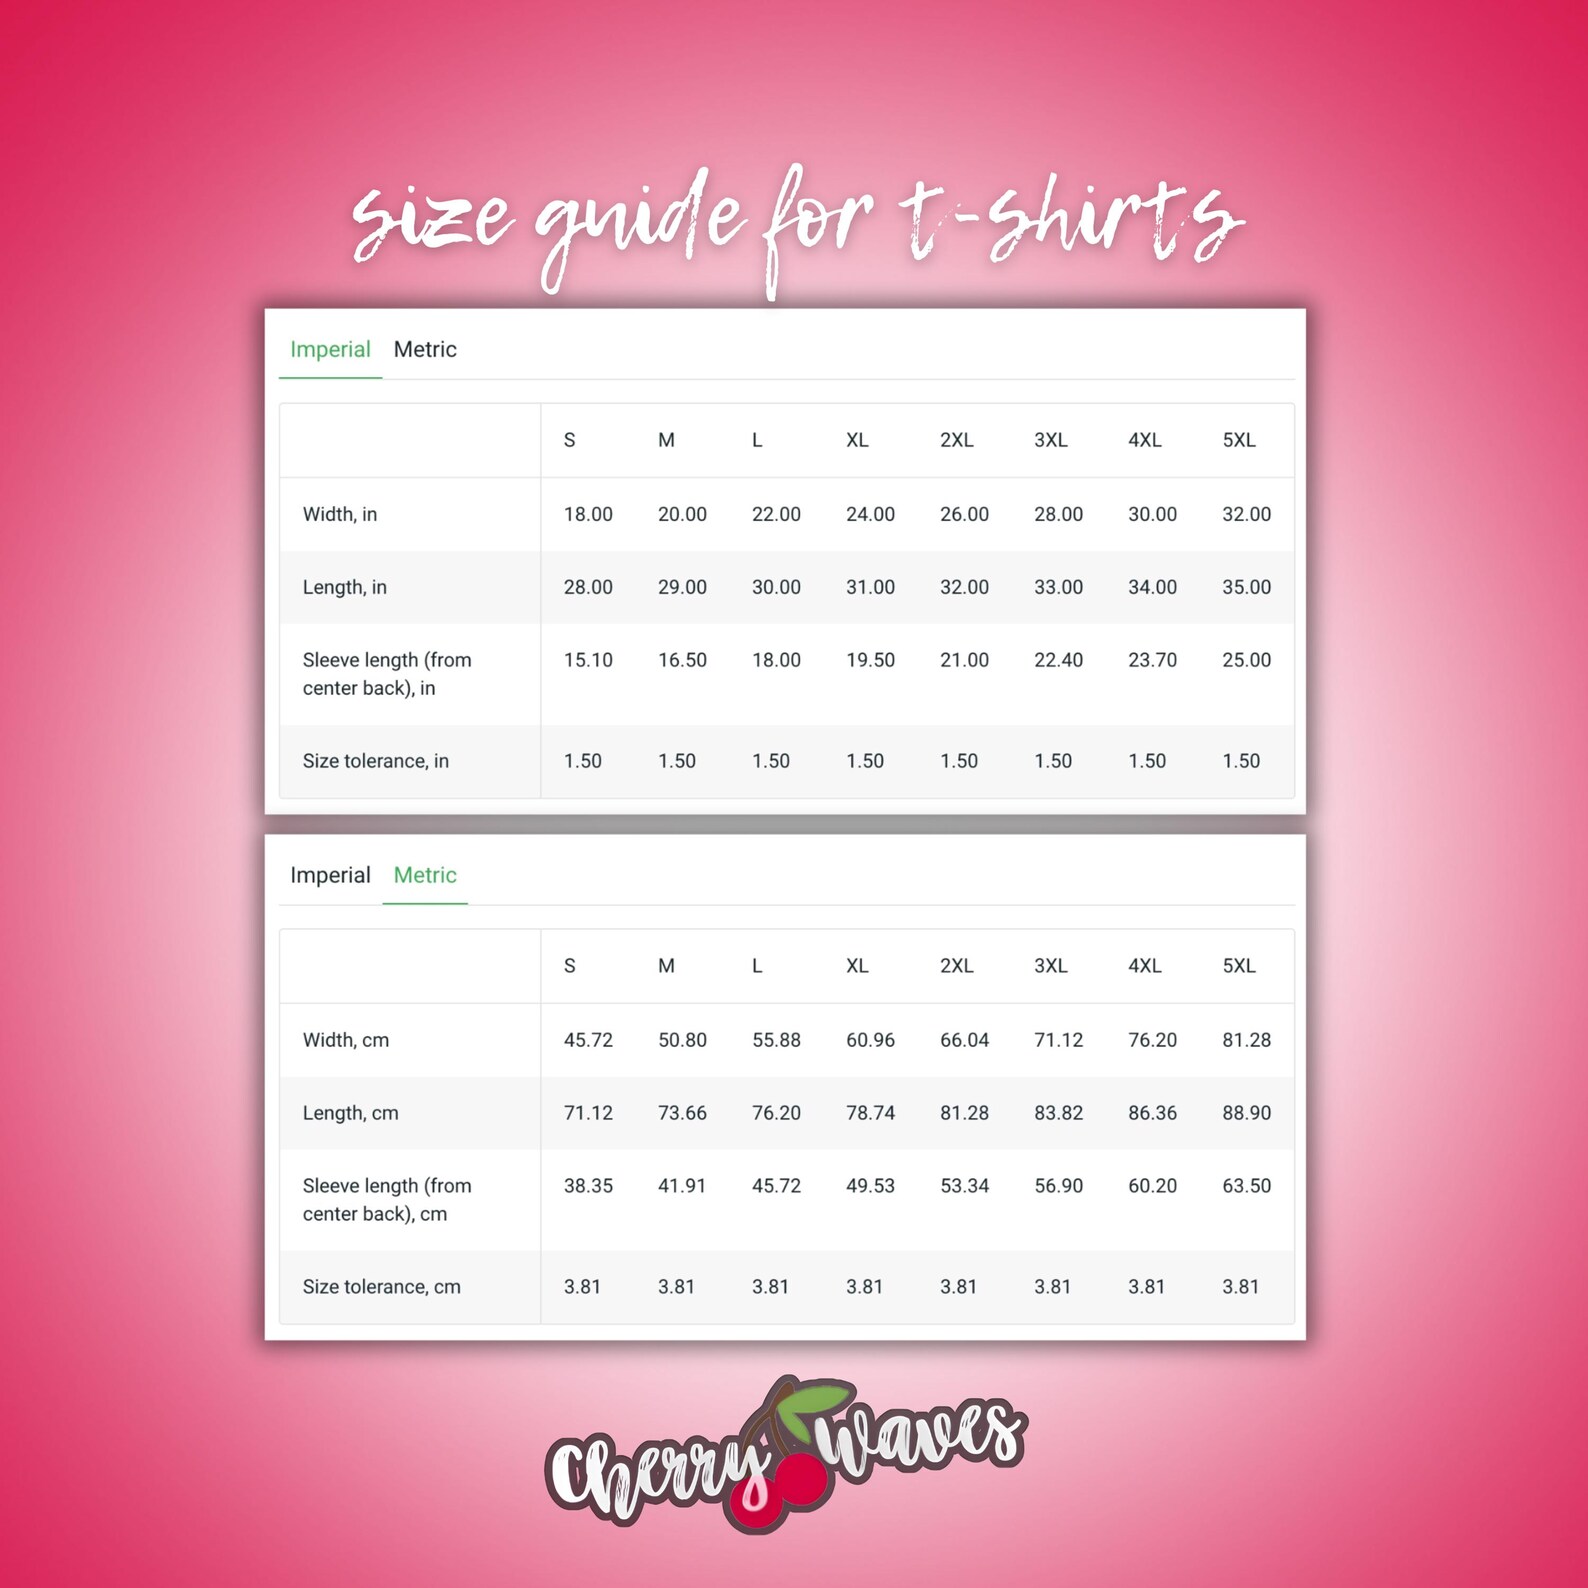 size guide for t-shirts
Imperial Metric
S M L XL 2XL 3XL 4XL 5XL
Width, in 18.00 20.00 22.00 24.00 26.00 28.00 30.00 32.00
Length, in 28.00 29.00 30.00 31.00 32.00 33.00 34.00 35.00
Sleeve length (from 15.10 16.50 18.00 19.50 21.00 22.40 23.70 25.00
center back), in
Size tolerance, in 1.50 1.50 1.50 1.50 1.50 1.50 1.50 1.50
Imperial Metric
S M L XL 2XL 3XL 4XL 5XL
Width, cm 45.72 50.80 55.88 60.96 66.04 71.12 76.20 81.28
Length, cm 71.12 73.66 76.20 78.74 81.28 83.82 86.36 88.90
Sleeve length (from 38.35 41.91 45.72 49.53 53.34 56.90 60.20 63.50
center back), cm
Size tolerance, cm 3.81 3.81 3.81 3.81 3.81 3.81 3.81 3.81
Cherry Waves